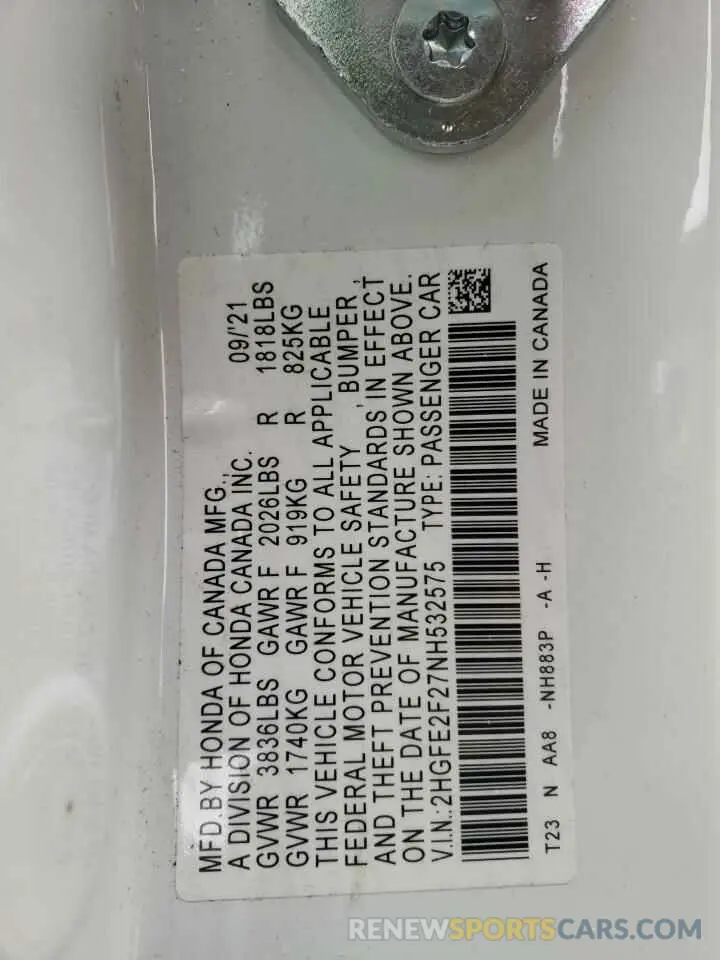 MFD.BY HONDA OF CANADA MFG.,
A DIVISION OF HONDA CANADA INC. 09/'21
GVWR 3836LBS GAWR F 2026LBS R 1818LBS
GVWR 1740KG GAWR F 919KG R 825KG
THIS VEHICLE CONFORMS TO ALL APPLICABLE
FEDERAL MOTOR VEHICLE SAFETY , BUMPER ,
AND THEFT PREVENTION STANDARDS IN EFFECT
ON THE DATE OF MANUFACTURE SHOWN ABOVE.
V.I.N.:2HGFE2F27NH532575 TYPE: PASSENGER CAR
T23 N AA8 -NH883P -A -H MADE IN CANADA
RENEWSPORTSCARS.COM